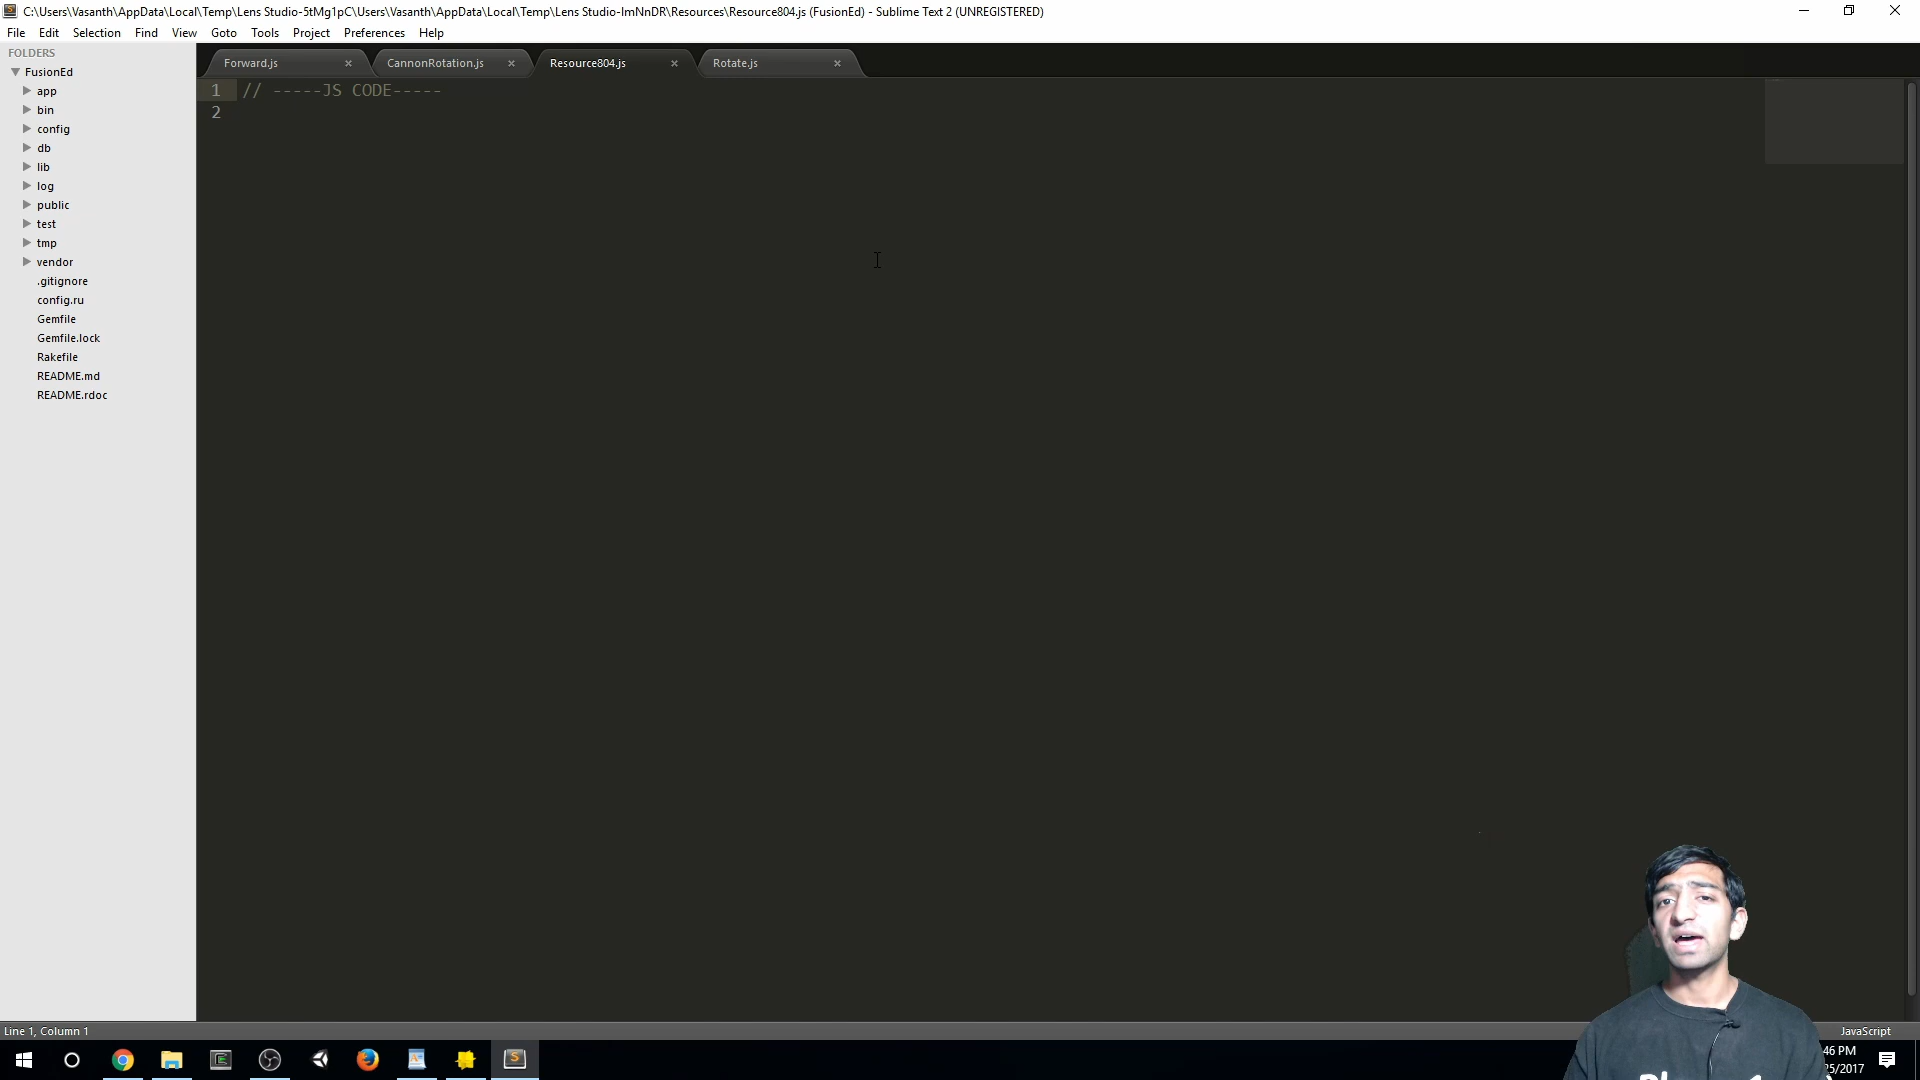 C:\Users\Vasanth\AppData\Local\Temp\Lens Studio-5tMg1pC\Users\Vasanth\AppData\Local\Temp\Lens Studio-ImNnDR\Resources\Resource804.js (FusionEd) - Sublime Text 2 (UNREGISTERED)
File Edit Selection Find View Goto Tools Project Preferences Help
FOLDERS
FusionEd
app
bin
config
db
lib
log
public
test
tmp
vendor
.gitignore
config.ru
Gemfile
Gemfile.lock
Rakefile
README.md
README.rdoc
Forward.js CannonRotation.js Resource804.js Rotate.js
1 // -----JS CODE-----
2
Line 1, Column 1 JavaScript
46 PM
5/2017